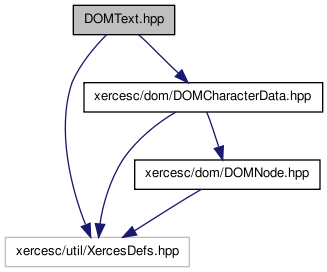 DOMText.hpp
xercesc/dom/DOMCharacterData.hpp
xercesc/dom/DOMNode.hpp
xercesc/util/XercesDefs.hpp